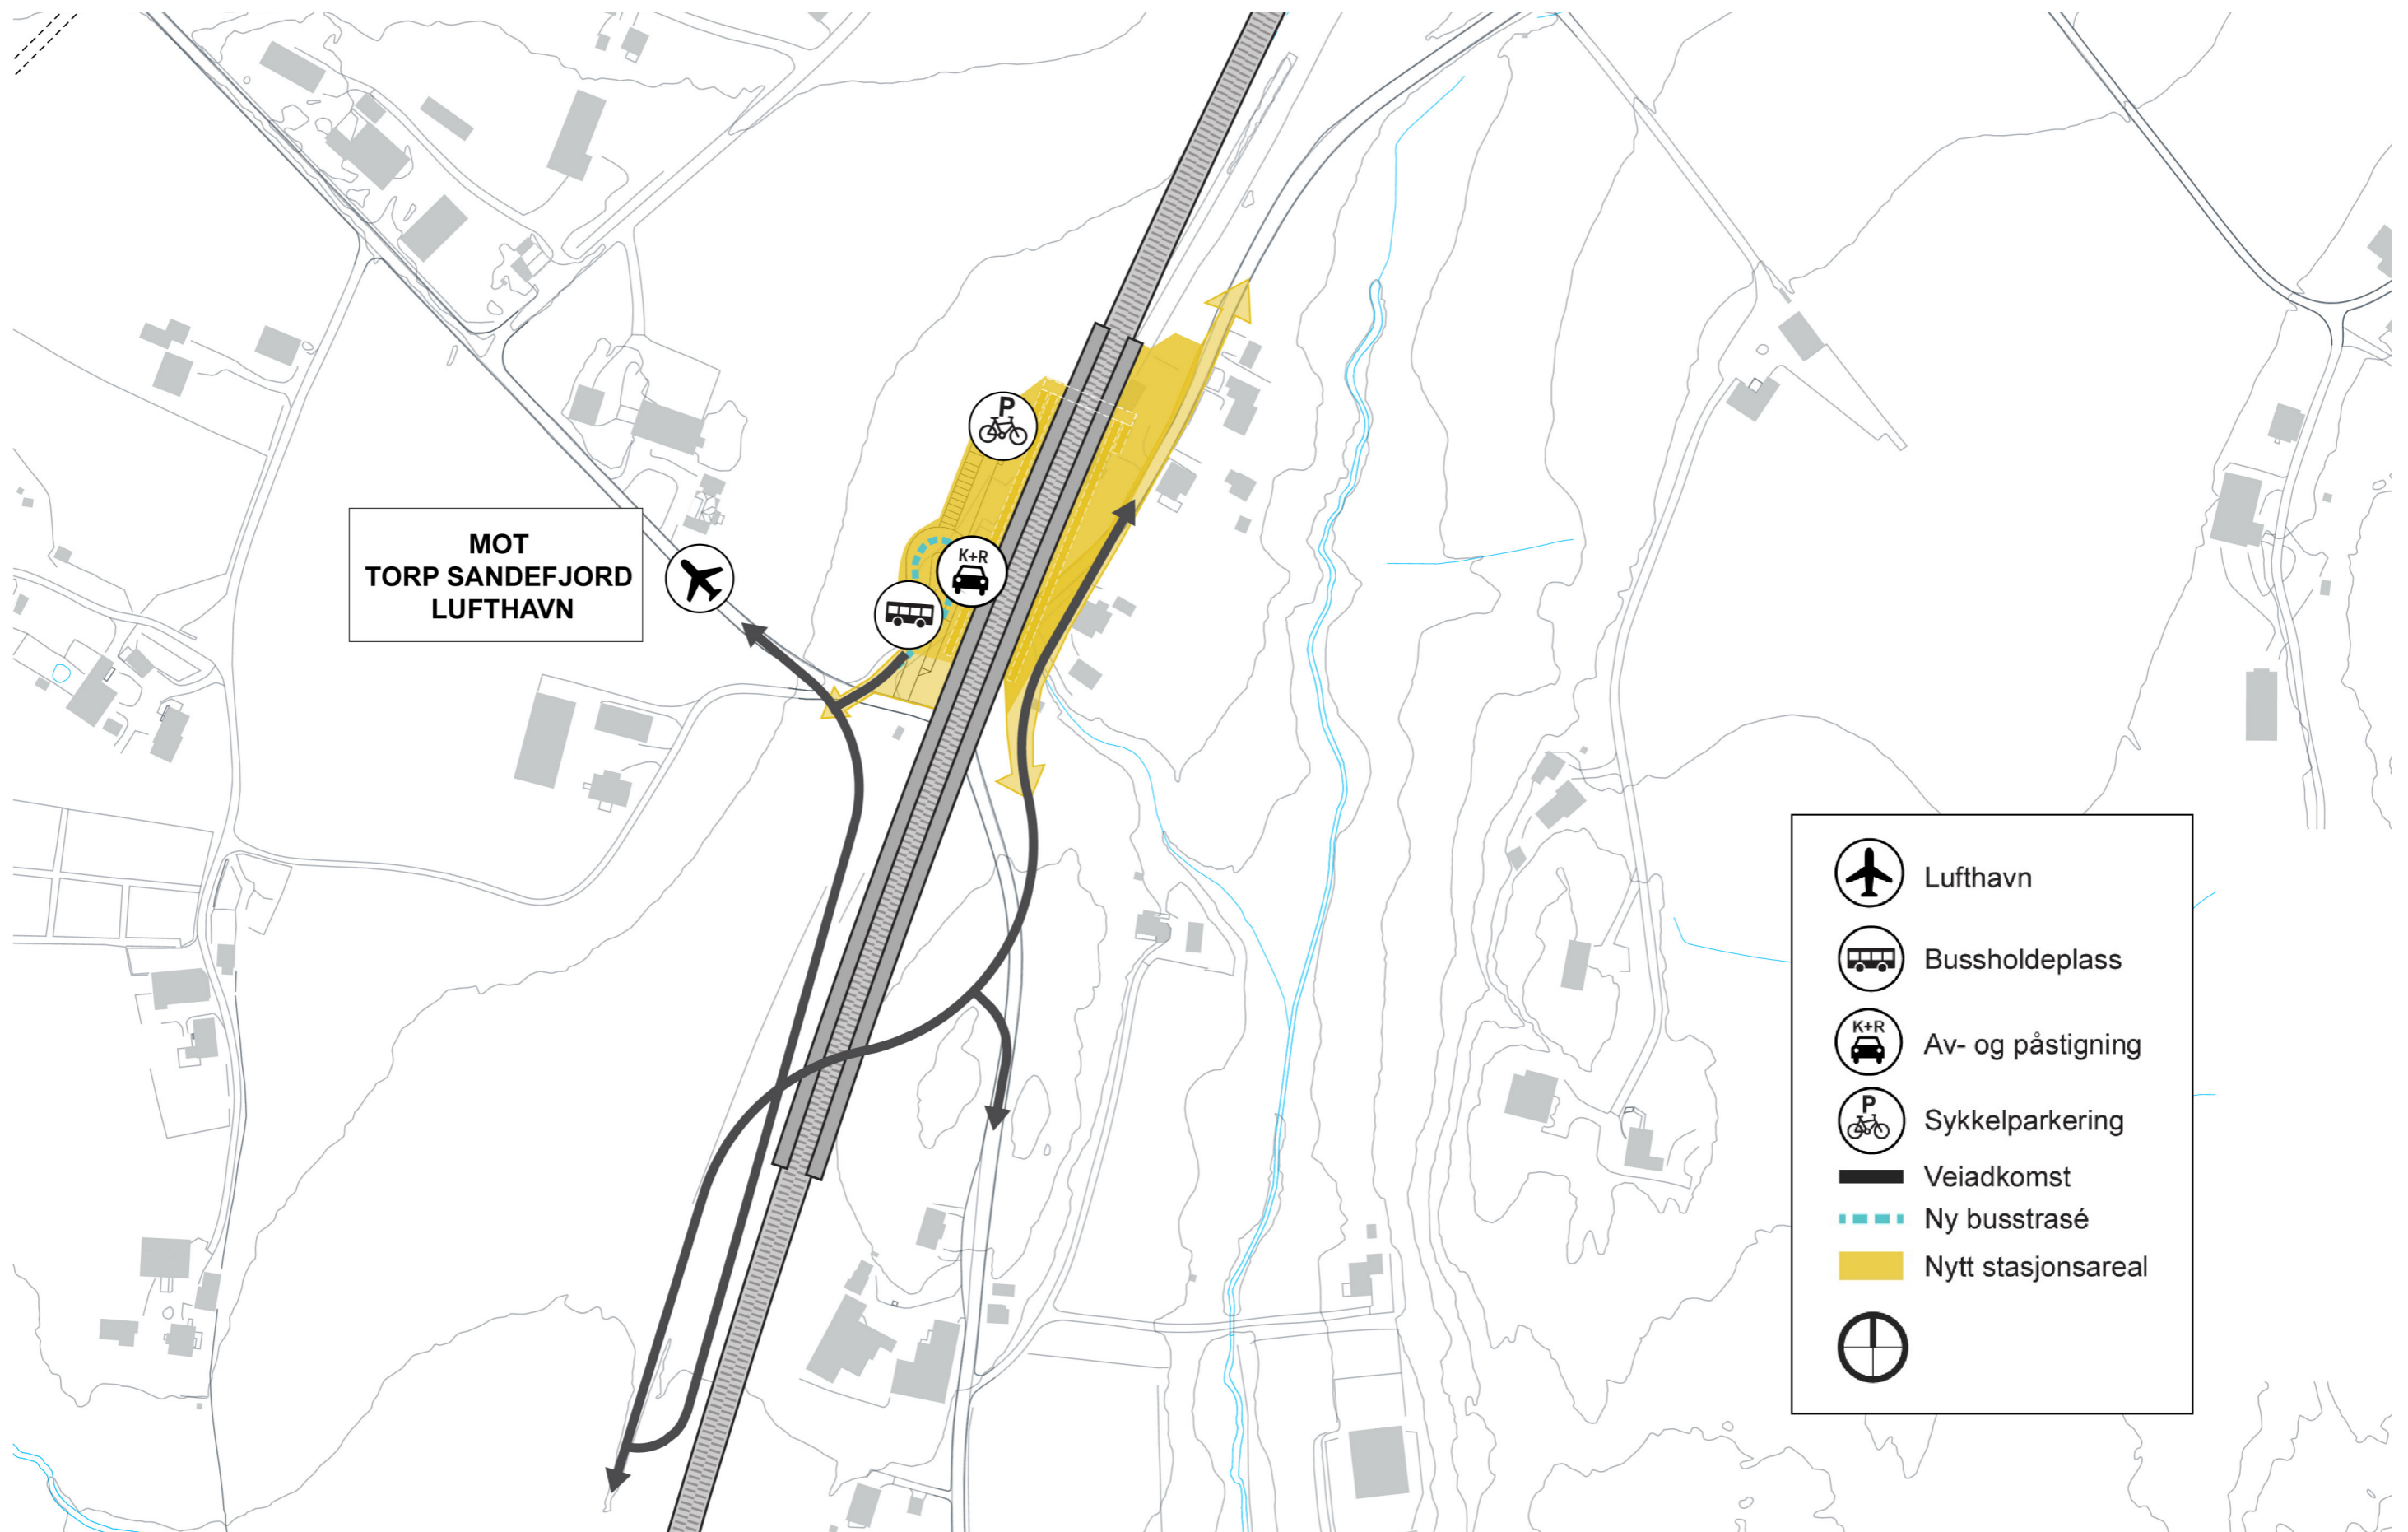 P
K+R
MOT
TORP SANDEFJORD
LUFTHAVN
Lufthavn
Bussholdeplass
K+R
Av- og påstigning
P
Sykkelparkering
Veiadkomst
Ny busstrasé
Nytt stasjonsareal